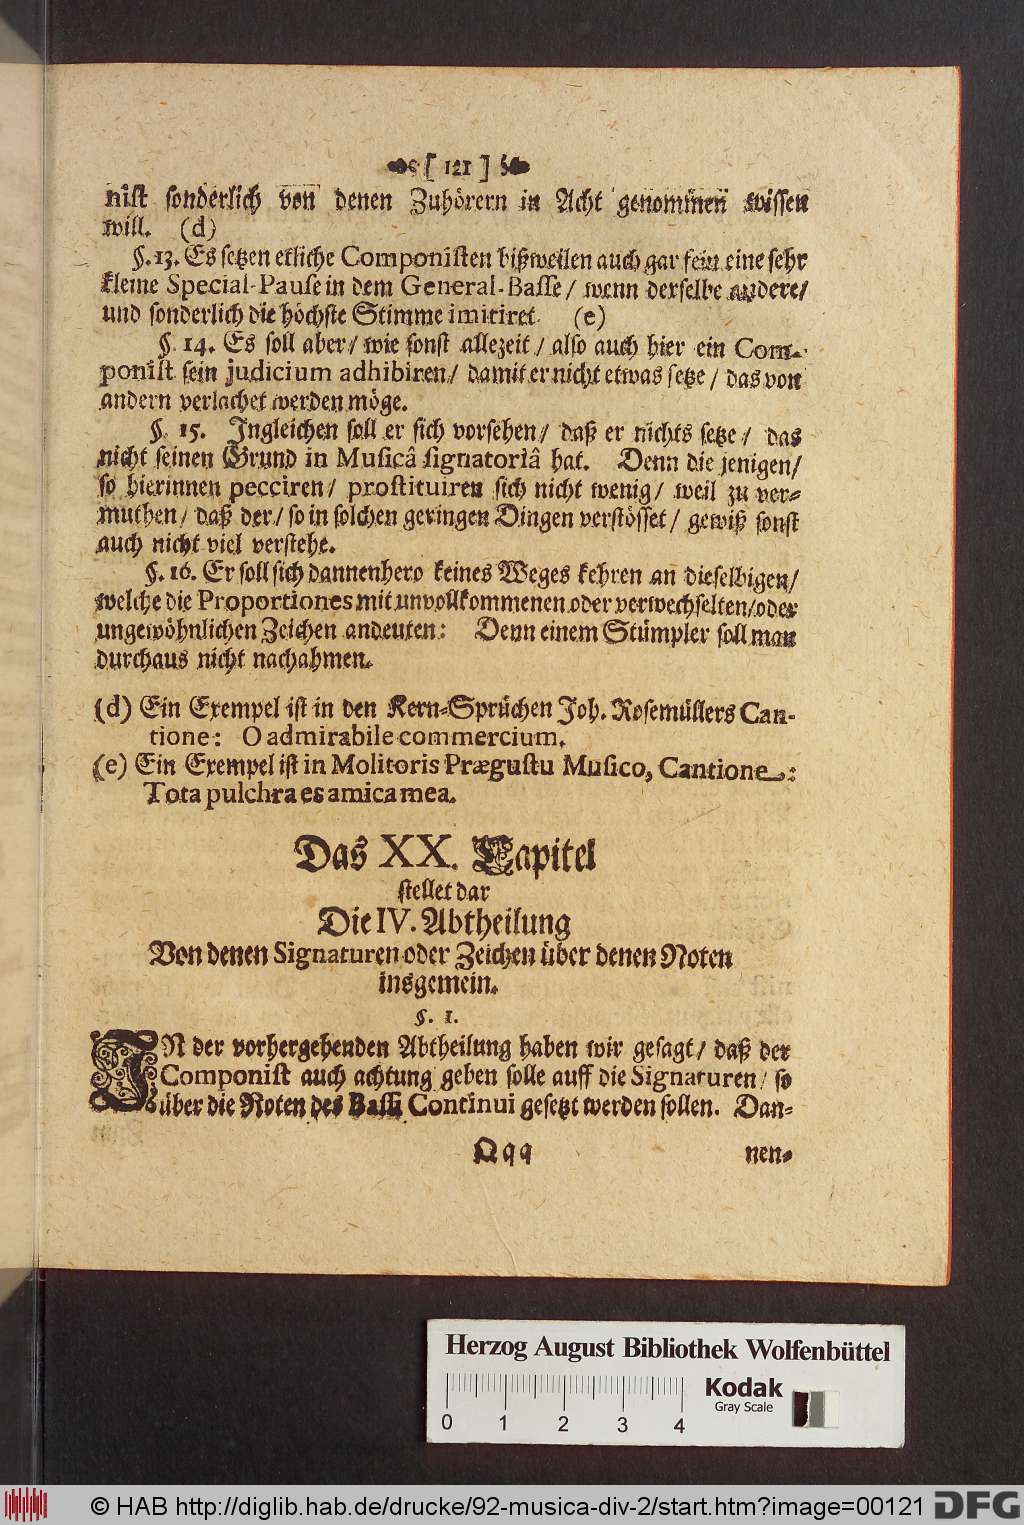 [ 121 ]
nist sonderlich von denen Zuhörern in Acht genommen wissen
will. (d)
§. 13. Es setzen etliche Componisten bißweilen auch gar fein eine sehr
kleine Special-Pause in dem General-Basse/ wenn derselbe andere/
und sonderlich die höchste Stimme imitiret. (e)
§. 14. Es soll aber/ wie sonst allezeit/ also auch hier ein Com-
ponist sein judicium adhibiren/ damit er nicht etwas setze/ das von
andern verlachet werden möge.
§. 15. Ingleichen soll er sich vorsehen/ daß er nichts setze/ das
nicht seinen Grund in Musicâ signatoriâ hat. Denn die jenigen/
so hierinnen pecciren/ prostituiren sich nicht wenig/ weil zu ver-
muthen/ daß der/ so in solchen geringen Dingen verstösset/ gewiß sonst
auch nicht viel verstehe.
§. 16. Er soll sich dannenhero keines Weges kehren an dieselbigen/
welche die Proportiones mit unvollkommenen oder verwechselten/ oder
ungewöhnlichen Zeichen andeuten: Denn einem Stümpler soll man
durchaus nicht nachahmen.
(d) Ein Exempel ist in den Kern-Sprüchen Joh. Rosemüllers Can-
tione: O admirabile commercium.
(e) Ein Exempel ist in Molitoris Prægustu Musico, Cantione:
Tota pulchra es amica mea.
Das XX. Capitel
stellet dar
Die IV. Abtheilung
Von denen Signaturen oder Zeichen über denen Noten
insgemein.
§. 1.
IN der vorhergehenden Abtheilung haben wir gesagt/ daß der
Componist auch achtung geben solle auff die Signaturen/ so
über die Noten des Bassi Continui gesetzt werden sollen. Dan-
Qqq nen-
Herzog August Bibliothek Wolfenbüttel
Kodak
Gray Scale
0 1 2 3 4
© HAB http://diglib.hab.de/drucke/92-musica-div-2/start.htm?image=00121 DFG